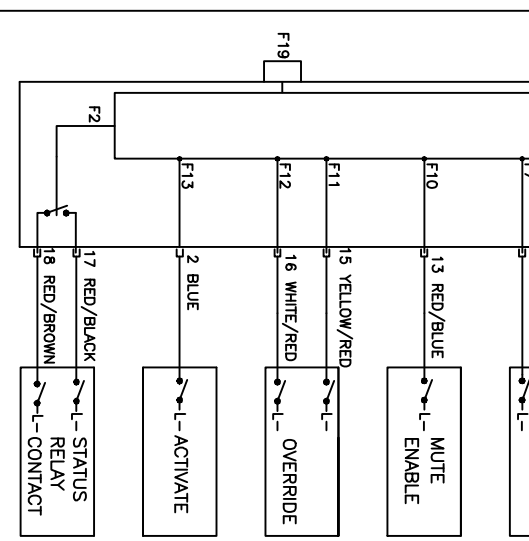 F19
F2
F13
F12
F11
F10
18 RED/BROWN
17 RED/BLACK
2 BLUE
16 WHITE/RED
15 YELLOW/RED
13 RED/BLUE
STATUS
RELAY
CONTACT
-L-
-L-
ACTIVATE
-L-
OVERRIDE
-L-
-L-
MUTE
ENABLE
-L-
-L-